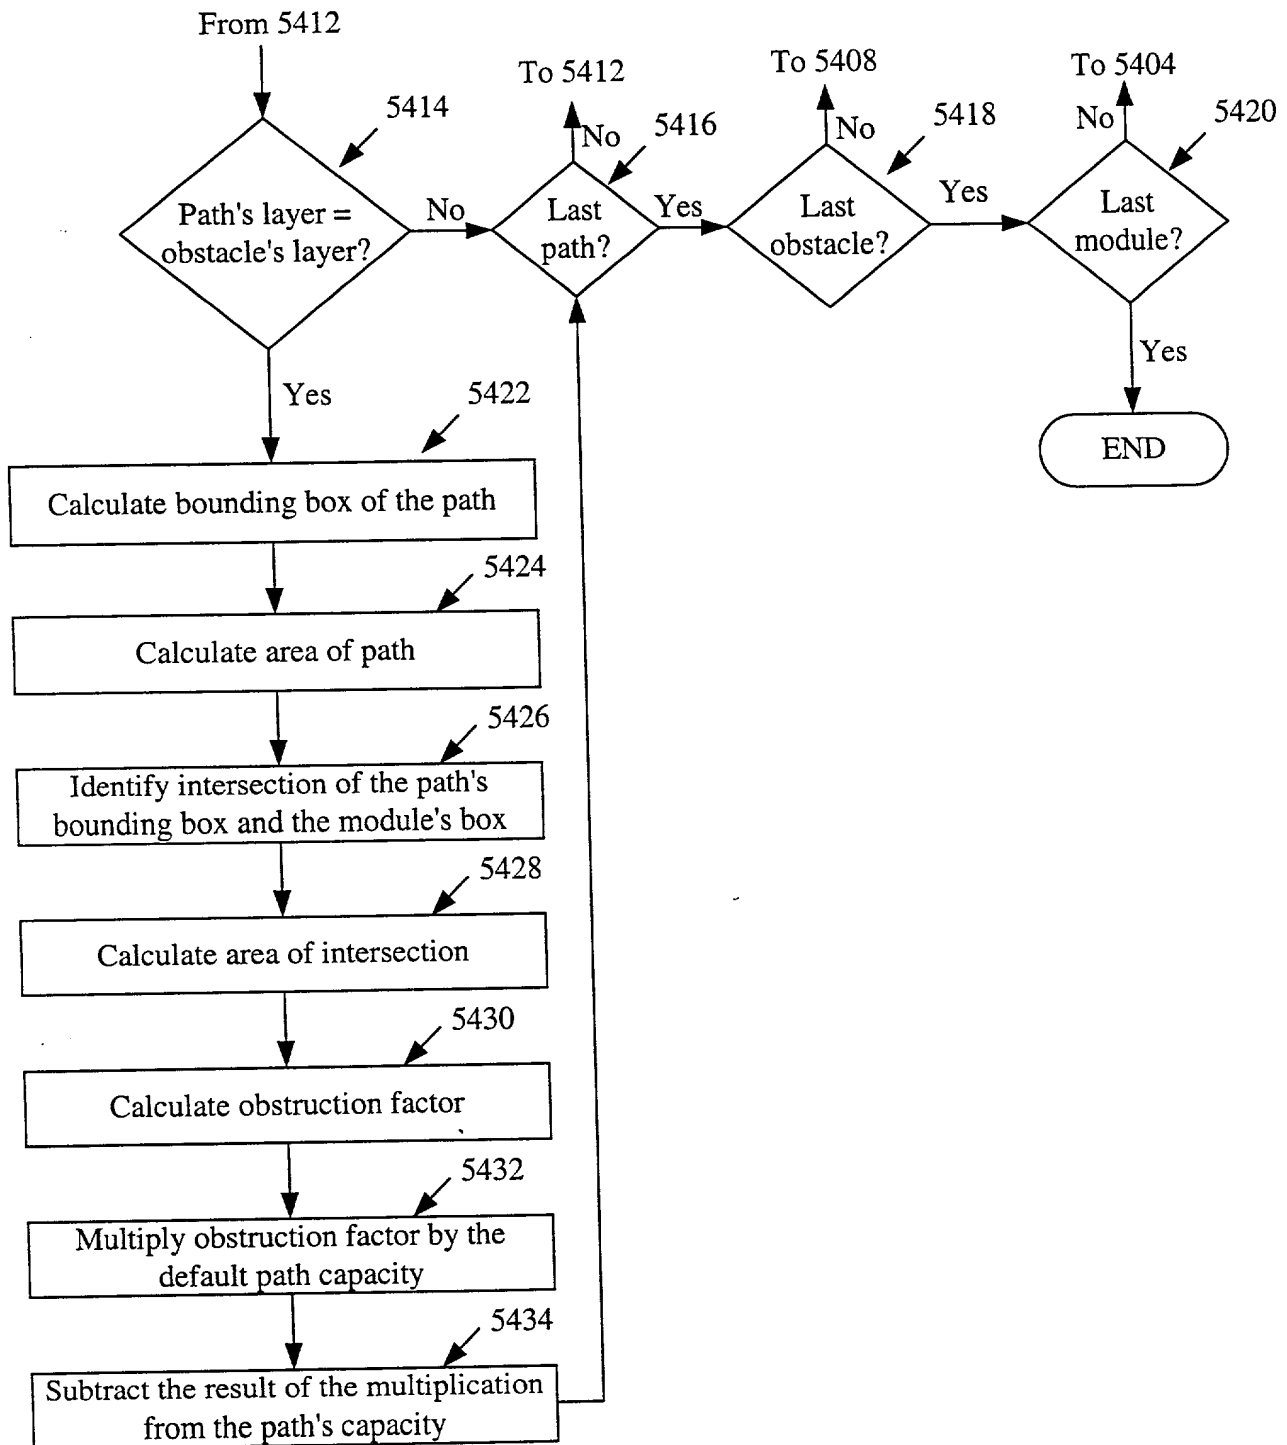 From 5412
To 5412
To 5408
To 5404
5414
5416
5418
5420
No
No
No
Path's layer =
obstacle's layer?
No
Last
path?
Yes
Last
obstacle?
Yes
Last
module?
Yes
Yes
END
5422
Calculate bounding box of the path
5424
Calculate area of path
5426
Identify intersection of the path's
bounding box and the module's box
5428
Calculate area of intersection
5430
Calculate obstruction factor
5432
Multiply obstruction factor by the
default path capacity
5434
Subtract the result of the multiplication
from the path's capacity